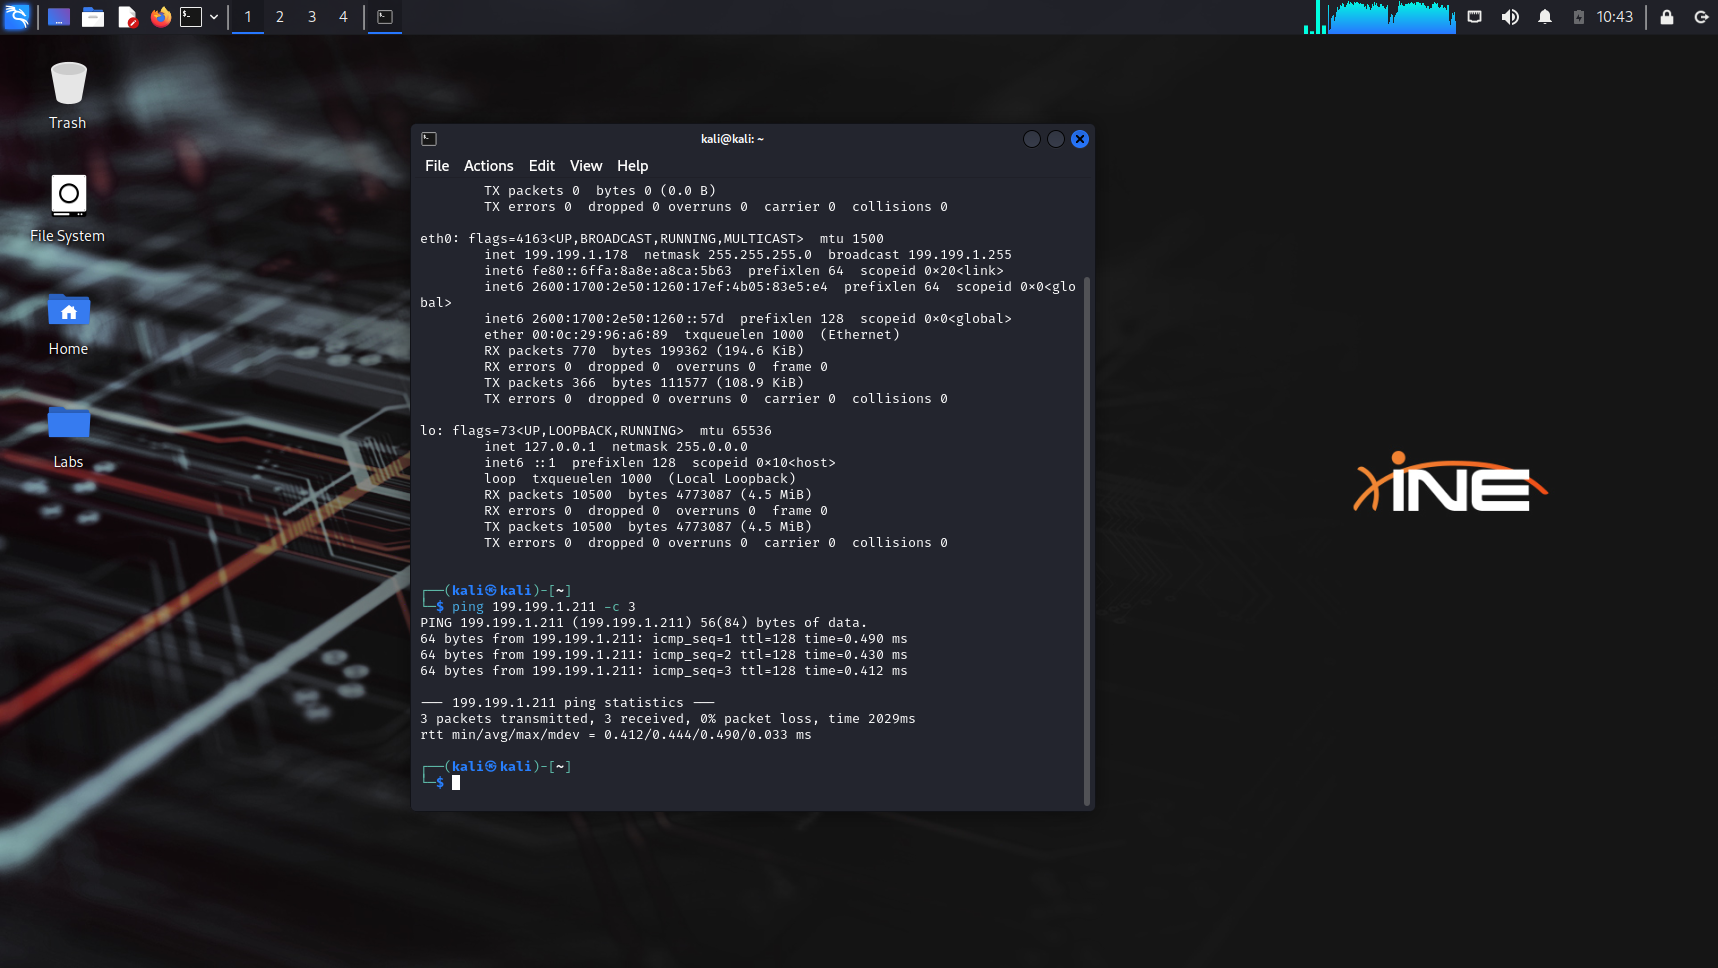 1 2 3 4
10:43
Trash
File System
Home
Labs
kali@kali: ~
File Actions Edit View Help
TX packets 0  bytes 0 (0.0 B)
TX errors 0  dropped 0 overruns 0  carrier 0  collisions 0
eth0: flags=4163<UP,BROADCAST,RUNNING,MULTICAST>  mtu 1500
inet 199.199.1.178  netmask 255.255.255.0  broadcast 199.199.1.255
inet6 fe80::6ffa:8a8e:a8ca:5b63  prefixlen 64  scopeid 0×20<link>
inet6 2600:1700:2e50:1260:17ef:4b05:83e5:e4  prefixlen 64  scopeid 0×0<glo
bal>
inet6 2600:1700:2e50:1260::57d  prefixlen 128  scopeid 0×0<global>
ether 00:0c:29:96:a6:89  txqueuelen 1000  (Ethernet)
RX packets 770  bytes 199362 (194.6 KiB)
RX errors 0  dropped 0  overruns 0  frame 0
TX packets 366  bytes 111577 (108.9 KiB)
TX errors 0  dropped 0 overruns 0  carrier 0  collisions 0
lo: flags=73<UP,LOOPBACK,RUNNING>  mtu 65536
inet 127.0.0.1  netmask 255.0.0.0
inet6 ::1  prefixlen 128  scopeid 0×10<host>
loop  txqueuelen 1000  (Local Loopback)
RX packets 10500  bytes 4773087 (4.5 MiB)
RX errors 0  dropped 0  overruns 0  frame 0
TX packets 10500  bytes 4773087 (4.5 MiB)
TX errors 0  dropped 0 overruns 0  carrier 0  collisions 0
┌──(kali㉿kali)-[~]
└─$ ping 199.199.1.211 -c 3
PING 199.199.1.211 (199.199.1.211) 56(84) bytes of data.
64 bytes from 199.199.1.211: icmp_seq=1 ttl=128 time=0.490 ms
64 bytes from 199.199.1.211: icmp_seq=2 ttl=128 time=0.430 ms
64 bytes from 199.199.1.211: icmp_seq=3 ttl=128 time=0.412 ms
--- 199.199.1.211 ping statistics ---
3 packets transmitted, 3 received, 0% packet loss, time 2029ms
rtt min/avg/max/mdev = 0.412/0.444/0.490/0.033 ms
┌──(kali㉿kali)-[~]
└─$
iNE